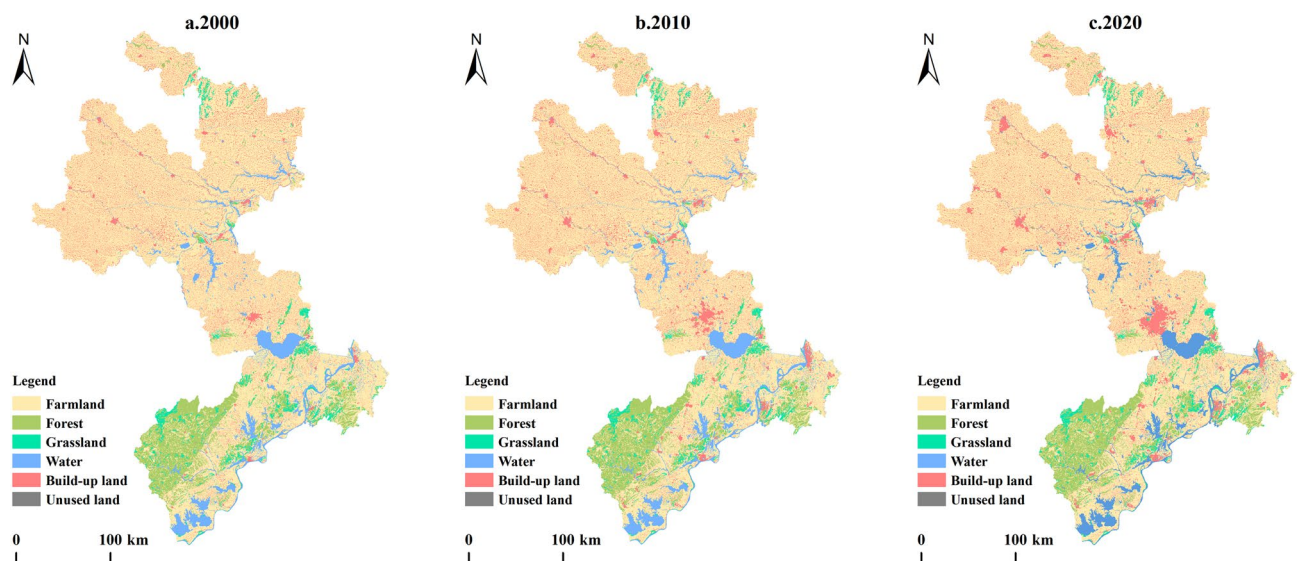 a.2000
N
Legend
Farmland
Forest
Grassland
Water
Build-up land
Unused land
0 100 km
b.2010
N
Legend
Farmland
Forest
Grassland
Water
Build-up land
Unused land
0 100 km
c.2020
N
Legend
Farmland
Forest
Grassland
Water
Build-up land
Unused land
0 100 km